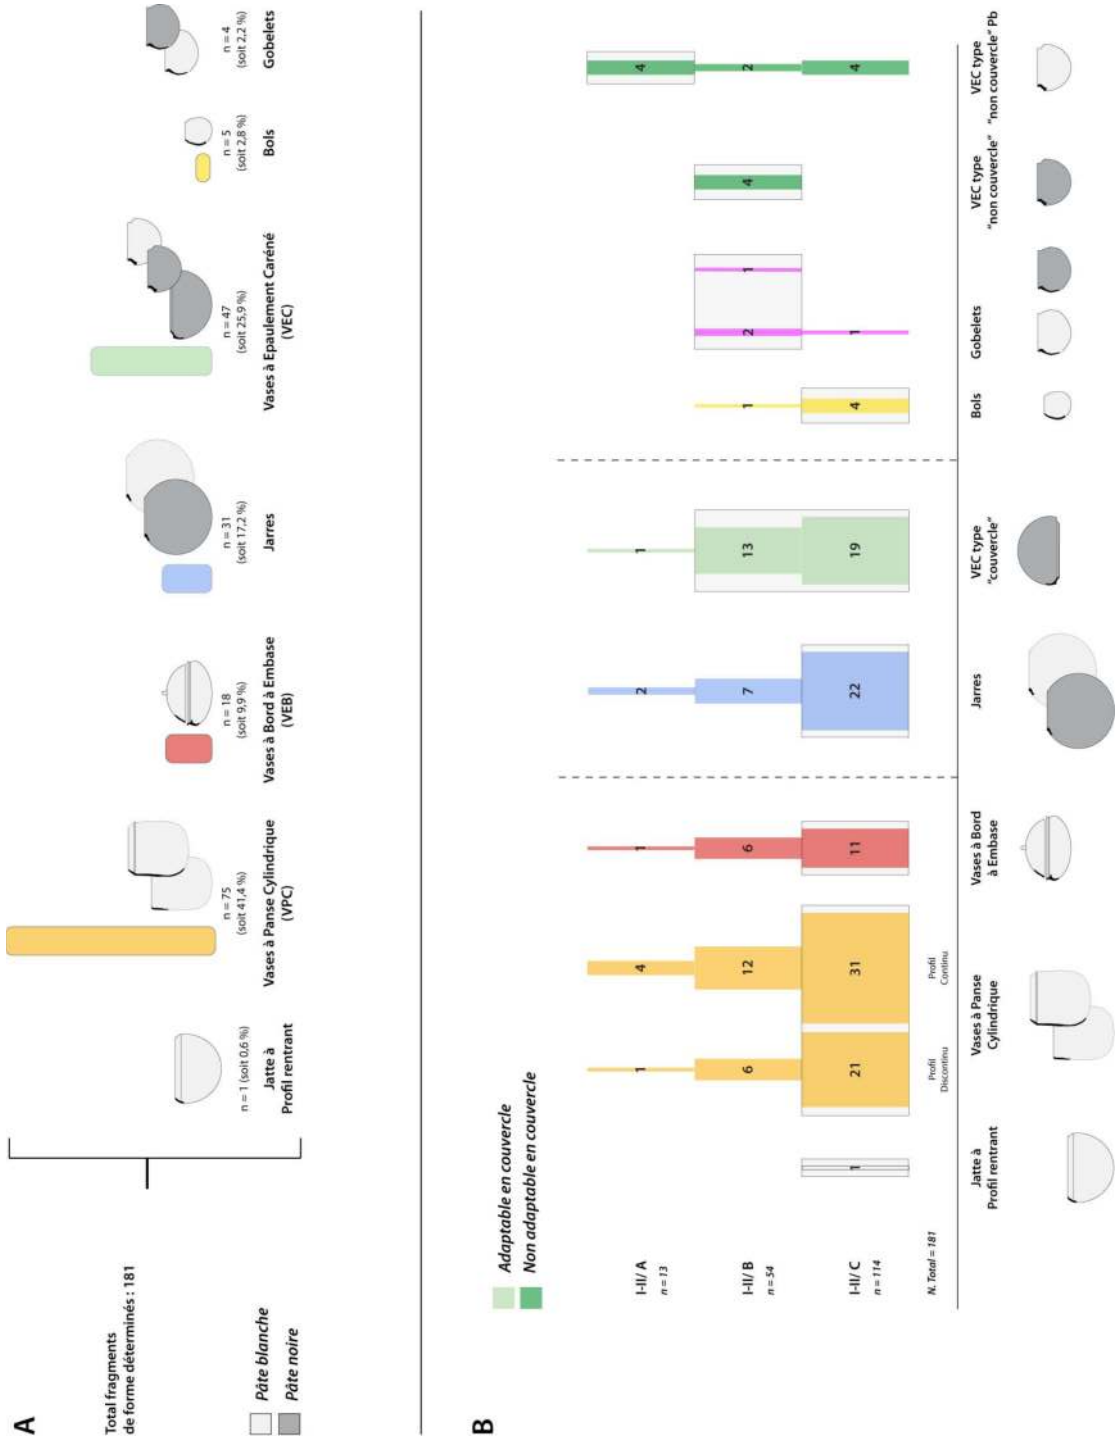 A
Total fragments
de forme déterminés : 181
Pâte blanche
Pâte noire
n = 1 (soit 0,6 %)
Jatte à
Profil rentrant
n = 75
(soit 41,4 %)
Vases à Panse Cylindrique
(VPC)
n = 18
(soit 9,9 %)
Vases à Bord à Embase
(VEB)
n = 31
(soit 17,2 %)
Jarres
n = 47
(soit 25,9 %)
Vases à Epaulement Caréné
(VEC)
n = 5
(soit 2,8 %)
Bols
n = 4
(soit 2,2 %)
Gobelets
B
Adaptable en couvercle
Non adaptable en couvercle
I-II/ A
n = 13
1
4
1
2
1
4
I-II/ B
n = 54
6
12
6
7
13
1
2
1
4
2
I-II/ C
n = 114
1
21
31
11
22
19
4
1
4
N. Total = 181
Profil
Discontinu
Profil
Continu
Jatte à
Profil rentrant
Vases à Panse
Cylindrique
Vases à Bord
à Embase
Jarres
VEC type
"couvercle"
Bols
Gobelets
VEC type
"non couvercle"
VEC type
"non couvercle" Pb